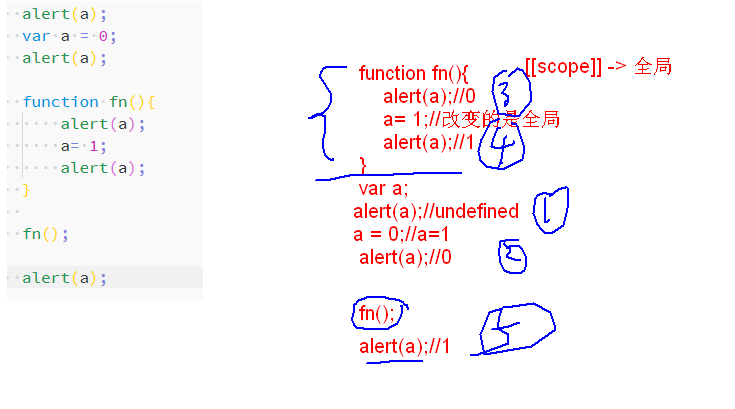 alert(a);
var a = 0;
alert(a);
function fn(){
alert(a);
a= 1;
alert(a);
}
fn();
alert(a);
[[scope]] -> 全局
function fn(){
alert(a);//0
3
a= 1;//改变的是全局
alert(a);//1
4
}
var a;
alert(a);//undefined
1
a = 0;//a=1
alert(a);//0
2
fn();
alert(a);//1
5